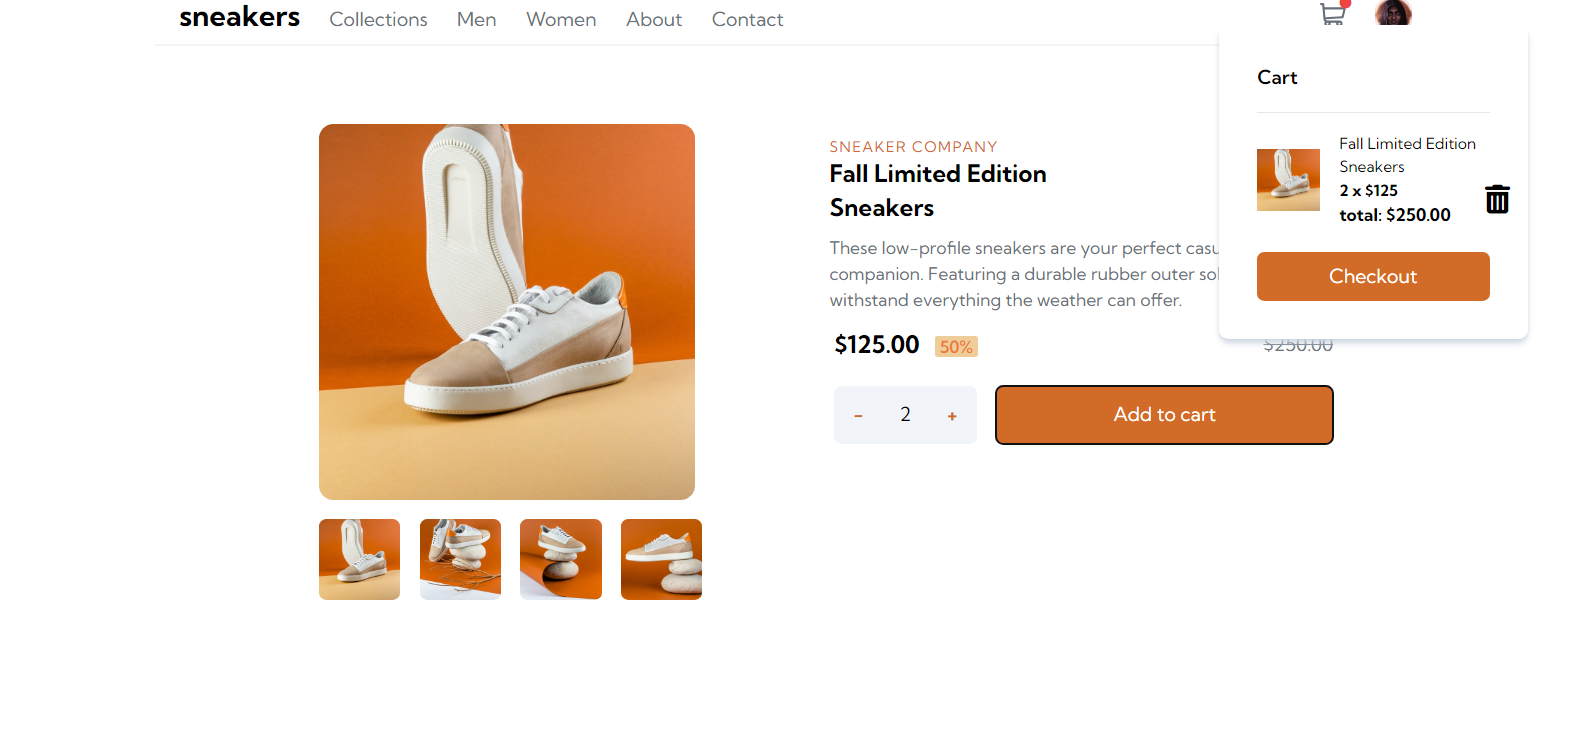 sneakers Collections Men Women About Contact
Cart
Fall Limited Edition
Sneakers
2 x $125
total: $250.00
Checkout
SNEAKER COMPANY
Fall Limited Edition
Sneakers
These low-profile sneakers are your perfect
companion. Featuring a durable rubber outer
withstand everything the weather can offer.
$125.00 50% $250.00
- 2 + Add to cart